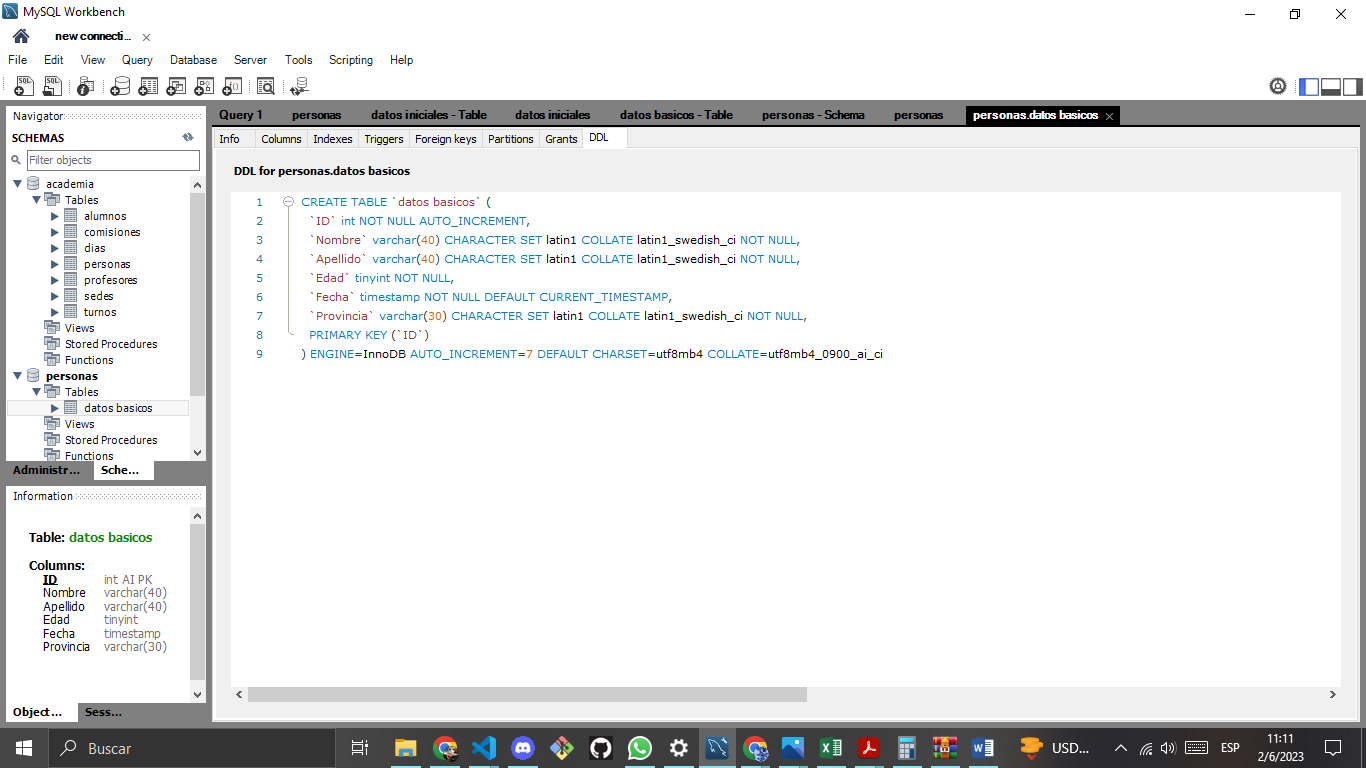 MySQL Workbench
new connecti...
File Edit View Query Database Server Tools Scripting Help
Navigator
SCHEMAS
Filter objects
academia
Tables
alumnos
comisiones
dias
personas
profesores
sedes
turnos
Views
Stored Procedures
Functions
personas
Tables
datos basicos
Views
Stored Procedures
Functions
Administr... Sche...
Information
Table: datos basicos
Columns:
ID int AI PK
Nombre varchar(40)
Apellido varchar(40)
Edad tinyint
Fecha timestamp
Provincia varchar(30)
Object... Sess...
Query 1 personas datos iniciales - Table datos iniciales datos basicos - Table personas - Schema personas personas.datos basicos
Info Columns Indexes Triggers Foreign keys Partitions Grants DDL
DDL for personas.datos basicos
1 CREATE TABLE `datos basicos` (
2 `ID` int NOT NULL AUTO_INCREMENT,
3 `Nombre` varchar(40) CHARACTER SET latin1 COLLATE latin1_swedish_ci NOT NULL,
4 `Apellido` varchar(40) CHARACTER SET latin1 COLLATE latin1_swedish_ci NOT NULL,
5 `Edad` tinyint NOT NULL,
6 `Fecha` timestamp NOT NULL DEFAULT CURRENT_TIMESTAMP,
7 `Provincia` varchar(30) CHARACTER SET latin1 COLLATE latin1_swedish_ci NOT NULL,
8 PRIMARY KEY (`ID`)
9 ) ENGINE=InnoDB AUTO_INCREMENT=7 DEFAULT CHARSET=utf8mb4 COLLATE=utf8mb4_0900_ai_ci
Buscar
USD...
ESP
11:11
2/6/2023